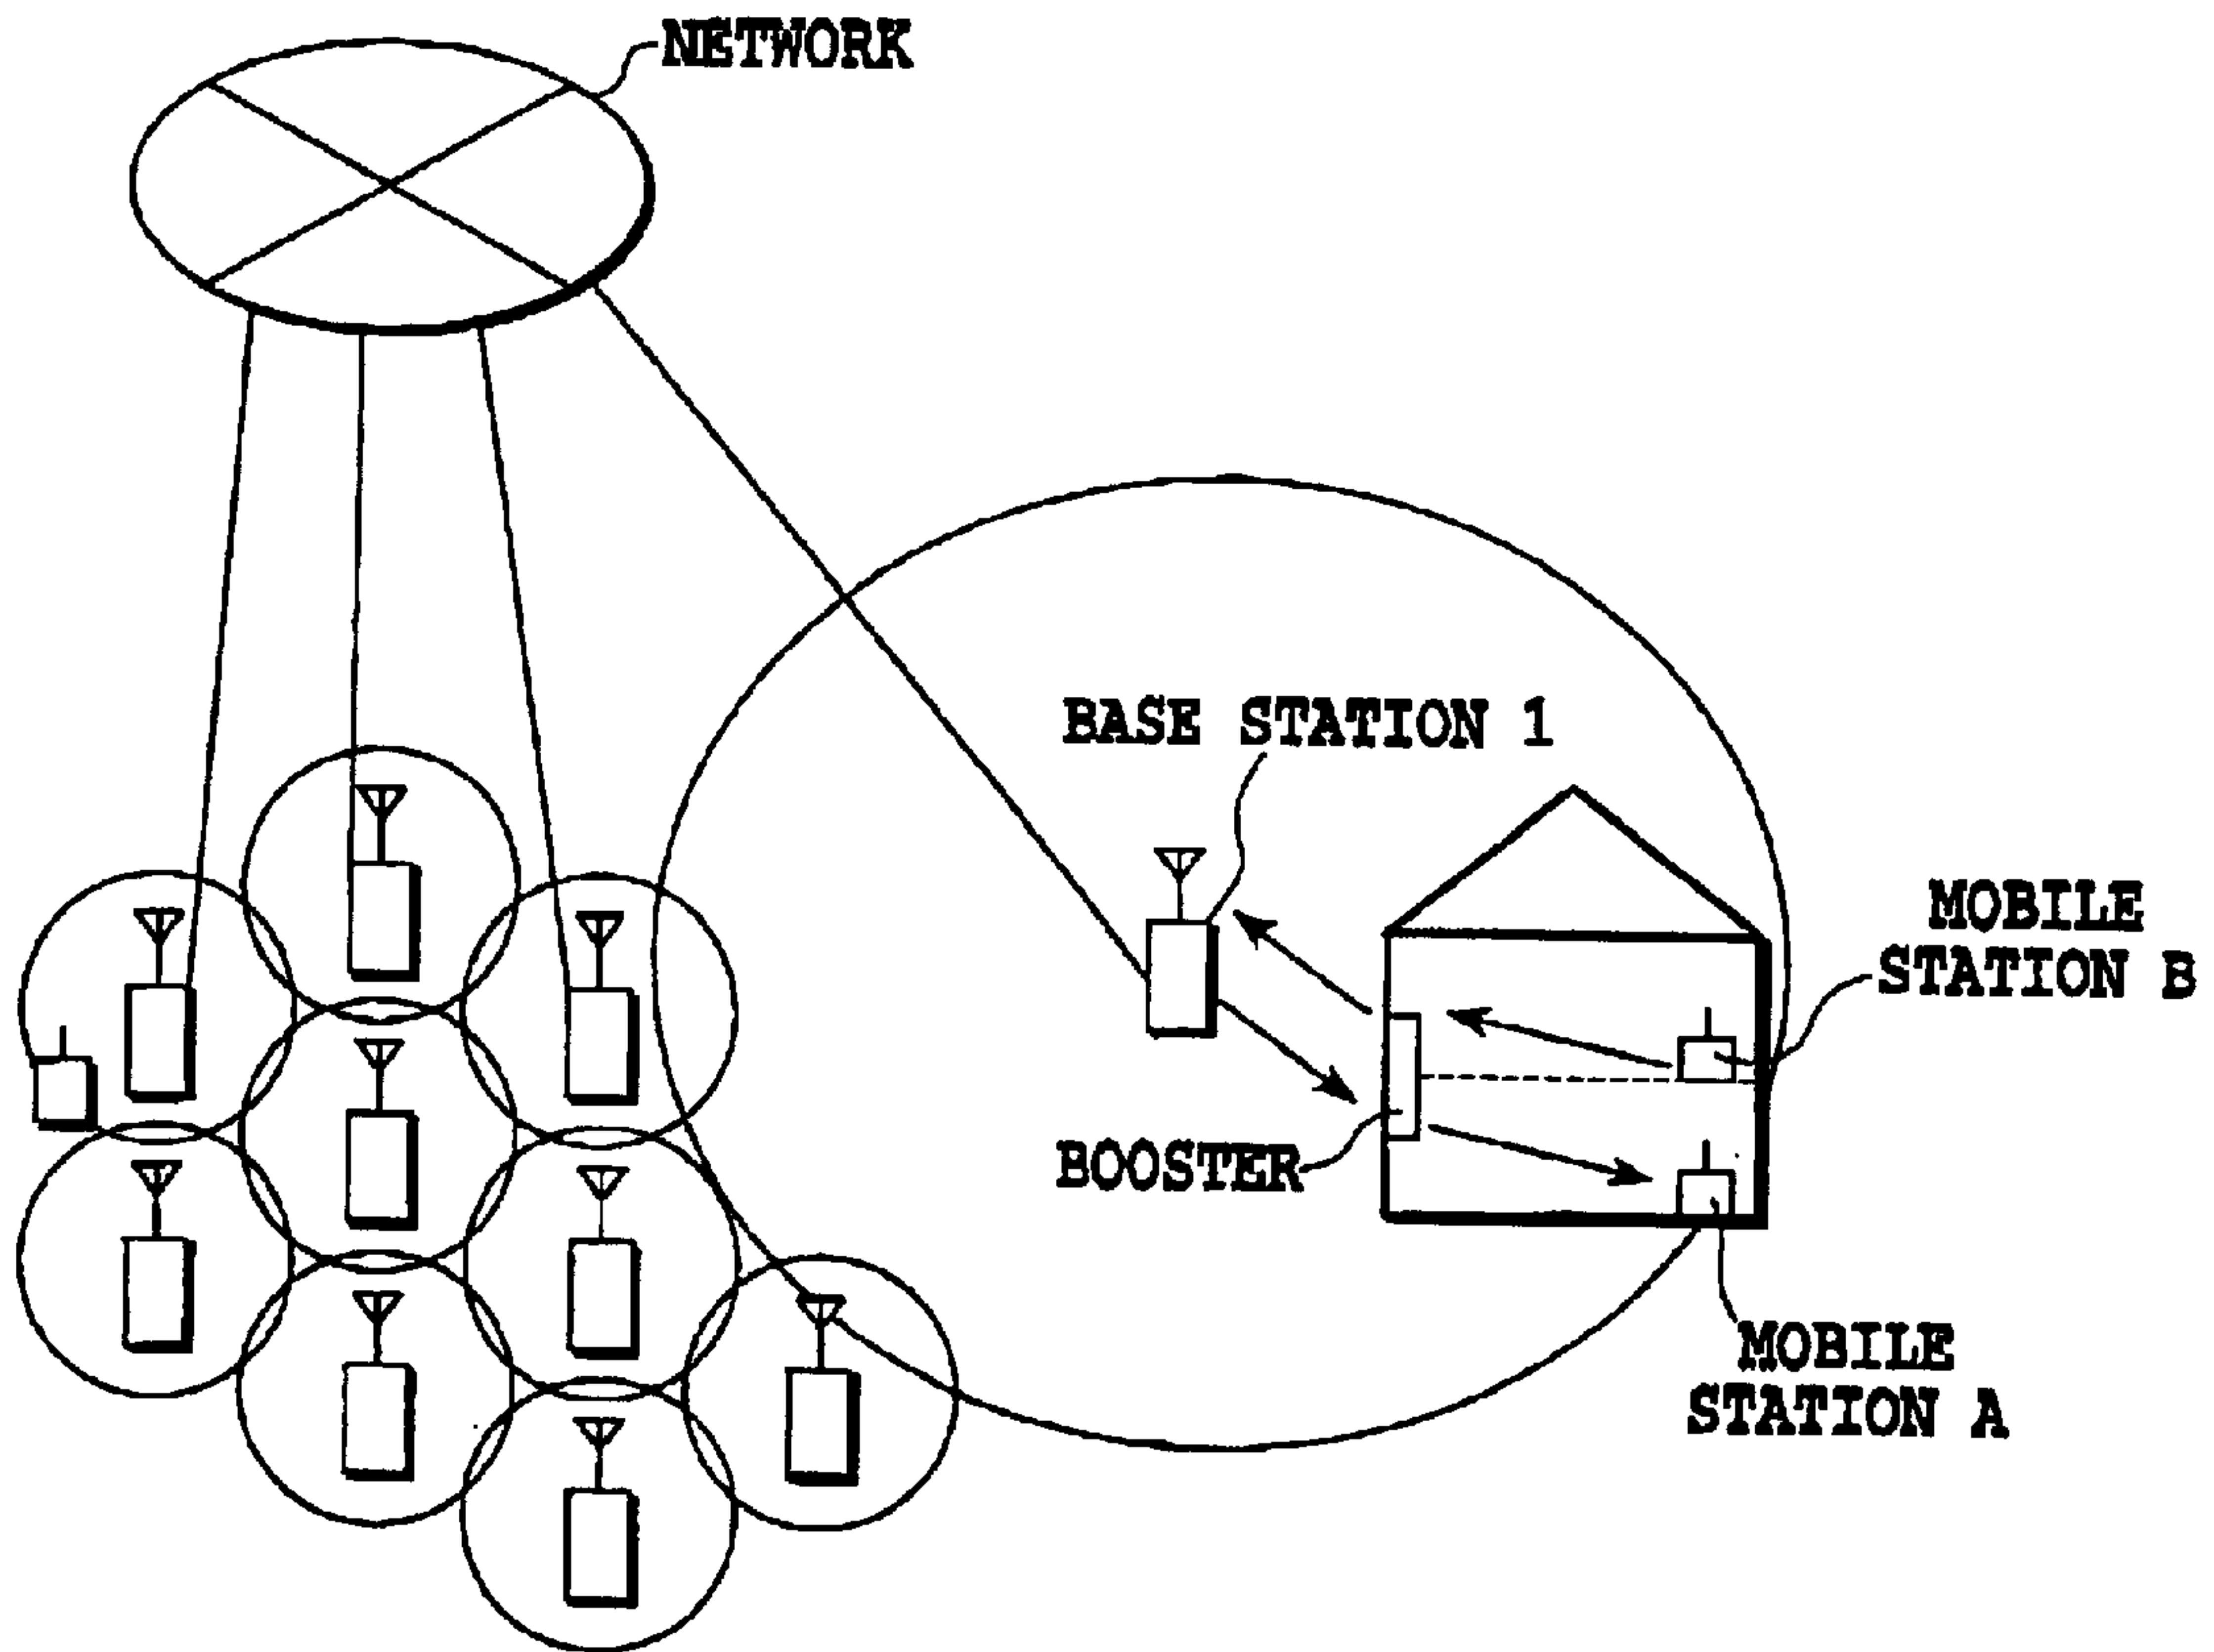 NETWORK
BASE STATION 1
MOBILE
STATION B
BOOSTER
MOBILE
STATION A